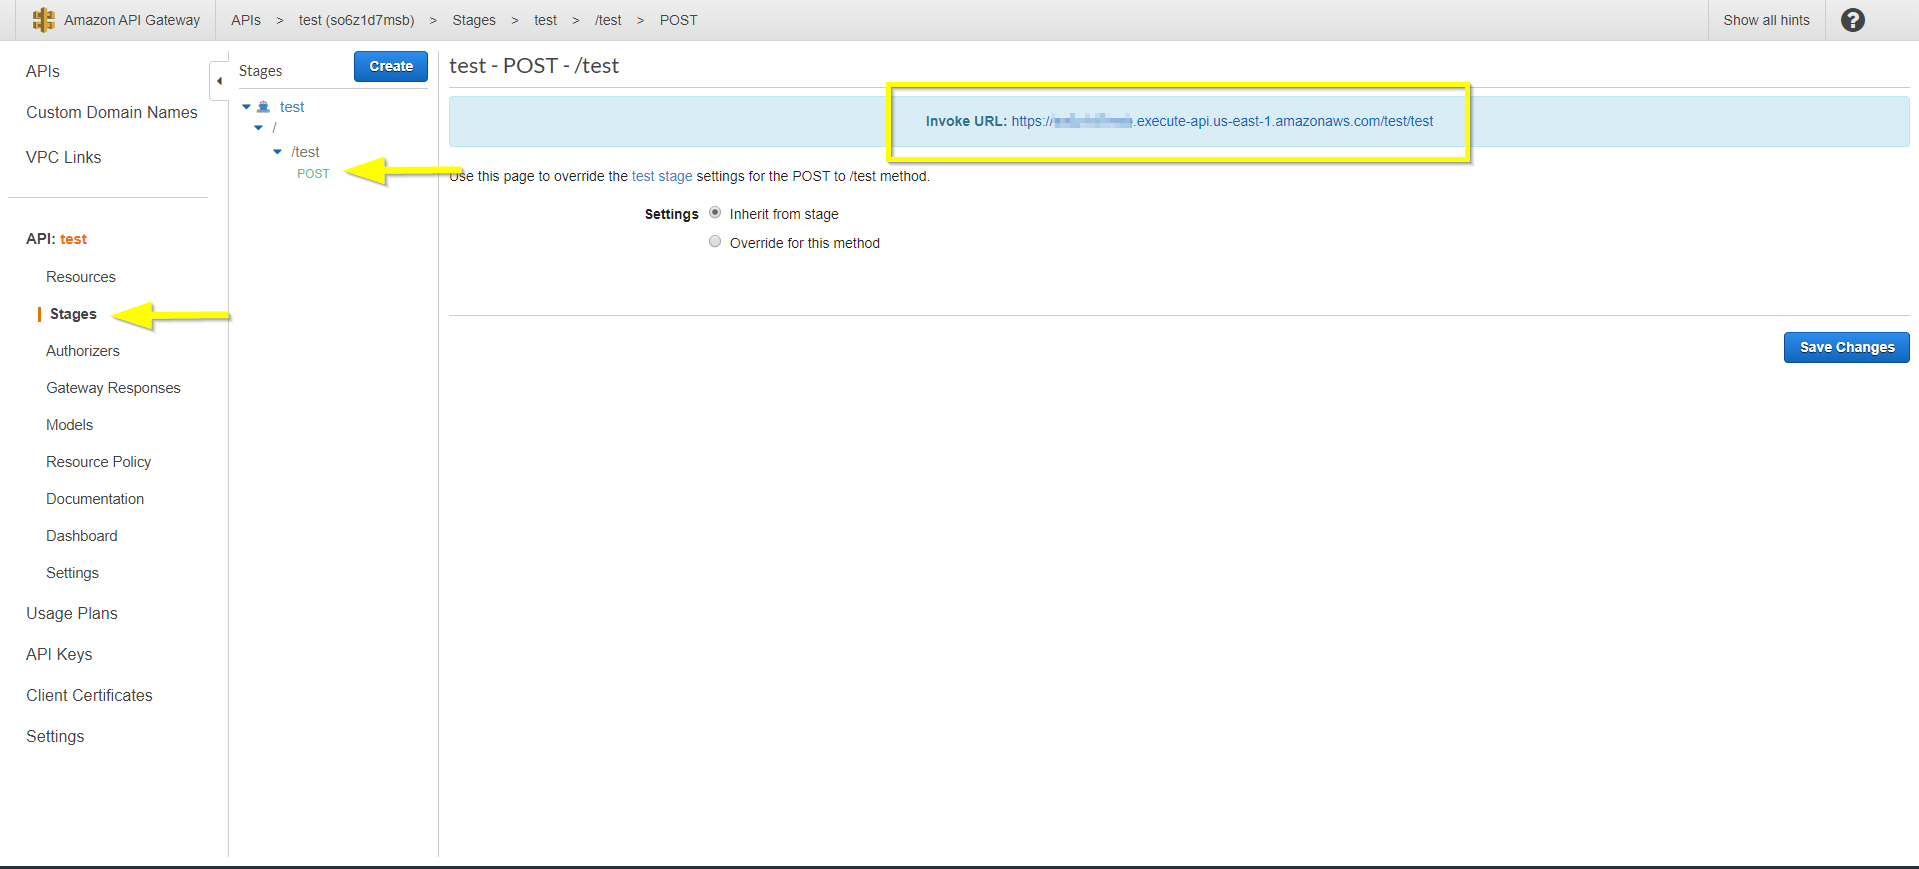 Amazon API Gateway
APIs > test (so6z1d7msb) > Stages > test > /test > POST
Show all hints
?
APIs
Custom Domain Names
VPC Links
API: test
Resources
Stages
Authorizers
Gateway Responses
Models
Resource Policy
Documentation
Dashboard
Settings
Usage Plans
API Keys
Client Certificates
Settings
Stages
Create
test
/
/test
POST
test - POST - /test
Invoke URL: https:// .execute-api.us-east-1.amazonaws.com/test/test
Use this page to override the test stage settings for the POST to /test method.
Settings
Inherit from stage
Override for this method
Save Changes